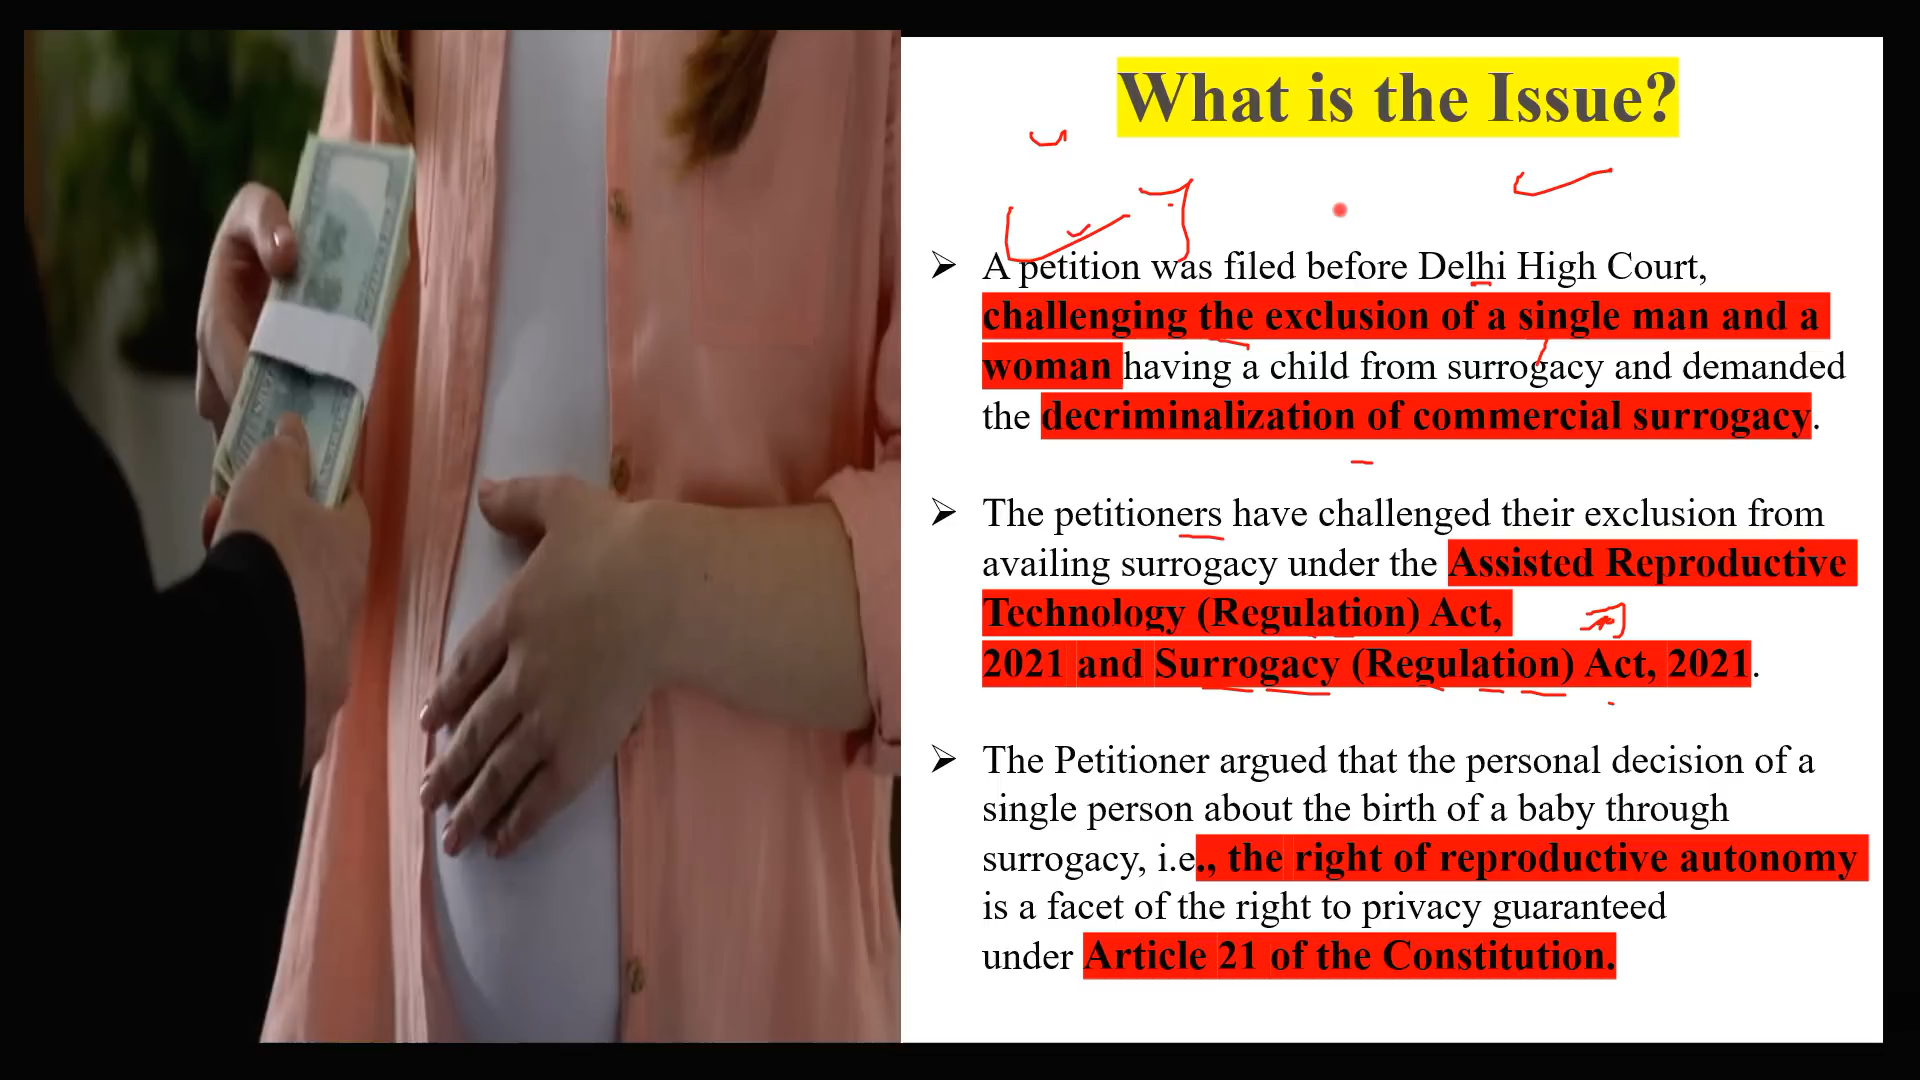 What is the Issue?
➢ A petition was filed before Delhi High Court,
challenging the exclusion of a single man and a
woman having a child from surrogacy and demanded
the decriminalization of commercial surrogacy.
➢ The petitioners have challenged their exclusion from
availing surrogacy under the Assisted Reproductive
Technology (Regulation) Act,
2021 and Surrogacy (Regulation) Act, 2021.
➢ The Petitioner argued that the personal decision of a
single person about the birth of a baby through
surrogacy, i.e., the right of reproductive autonomy
is a facet of the right to privacy guaranteed
under Article 21 of the Constitution.